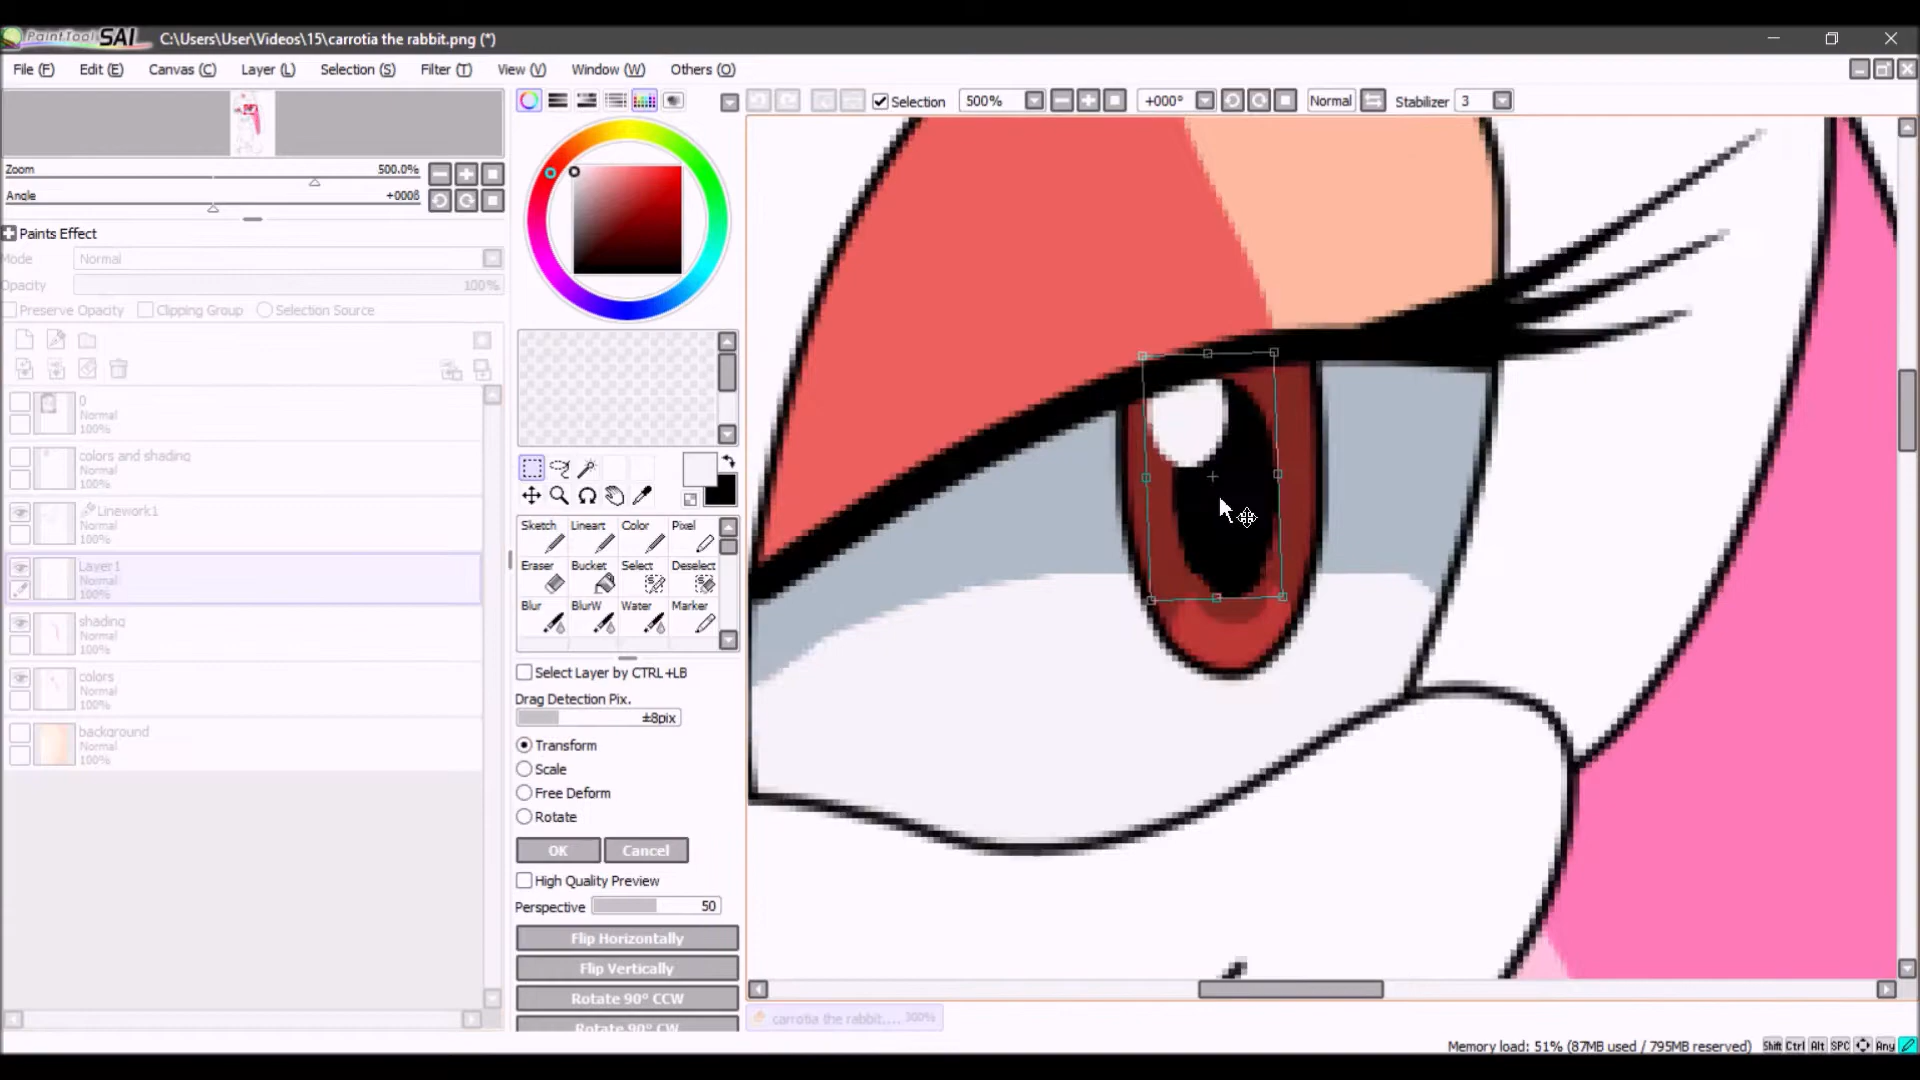 PaintTool SAI C:\Users\User\Videos\15\carrotia the rabbit.png (*)
File (F) Edit (E) Canvas (C) Layer (L) Selection (S) Filter (T) View (V) Window (W) Others (O)
Selection 500% +000° Normal Stabilizer 3
Zoom 500.0%
Angle +000ß
Paints Effect
Mode Normal
Opacity 100%
Preserve Opacity Clipping Group Selection Source
0
Normal
100%
colors and shading
Normal
100%
Linework1
Normal
100%
Layer1
Normal
100%
shading
Normal
100%
colors
Normal
100%
background
Normal
100%
Sketch Lineart Color Pixel
Eraser Bucket Select Deselect
Blur BlurW Water Marker
Select Layer by CTRL+LB
Drag Detection Pix.
±8pix
Transform
Scale
Free Deform
Rotate
OK Cancel
High Quality Preview
Perspective 50
Flip Horizontally
Flip Vertically
Rotate 90° CCW
Rotate 90° CW
carrotia the rabbit.... 300%
Memory load: 51% (87MB used / 795MB reserved) Shift Ctrl Alt SPC Any